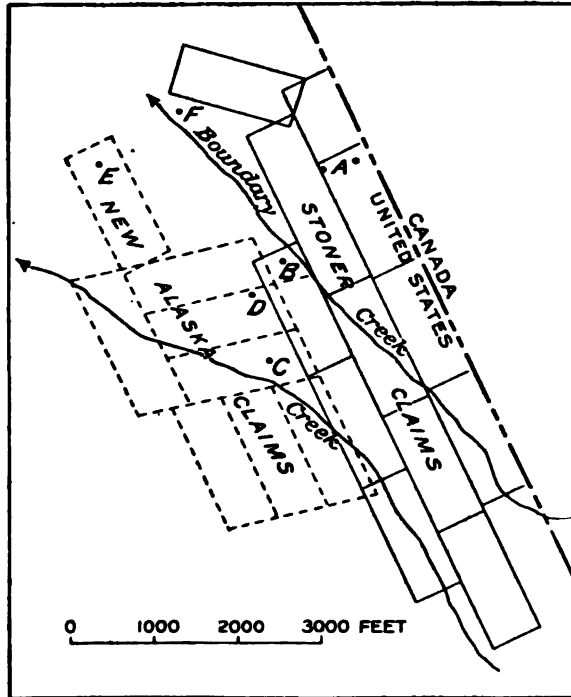 F
Boundary
A
E
NEW
STONER
CANADA
UNITED STATES
B
ALASKA
D
Creek
C
CLAIMS
CLAIMS
Creek
0 1000 2000 3000 FEET